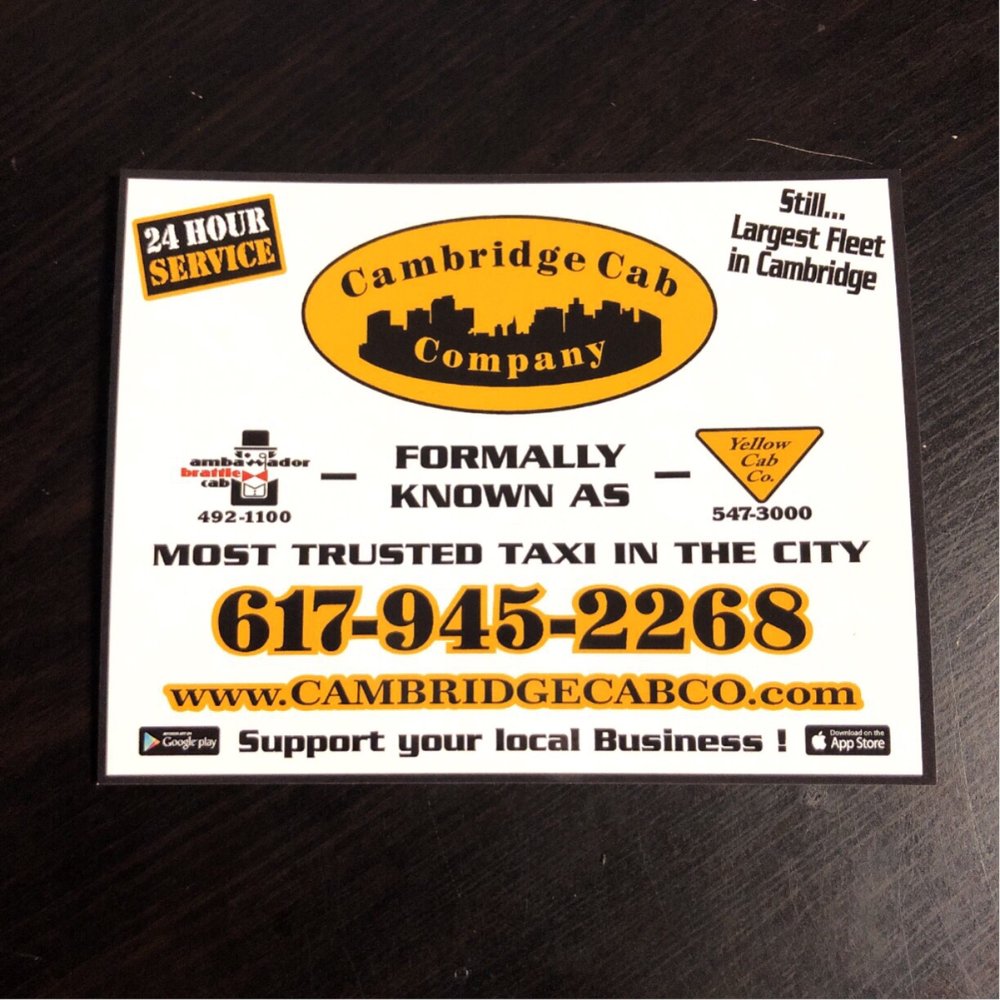 24 HOUR
SERVICE
Still...
Largest Fleet
in Cambridge
Cambridge Cab
Company
ambassador
brattle
cab
492-1100
FORMALLY
KNOWN AS
Yellow
Cab
Co.
547-3000
MOST TRUSTED TAXI IN THE CITY
617-945-2268
www.CAMBRIDGECABCO.com
Google play
Support your local Business !
Download on the
App Store